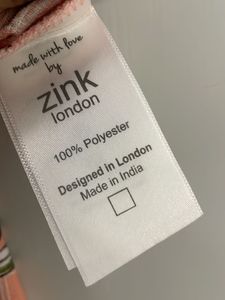 made with love
by
zink
london
100% Polyester
Designed in London
Made in India